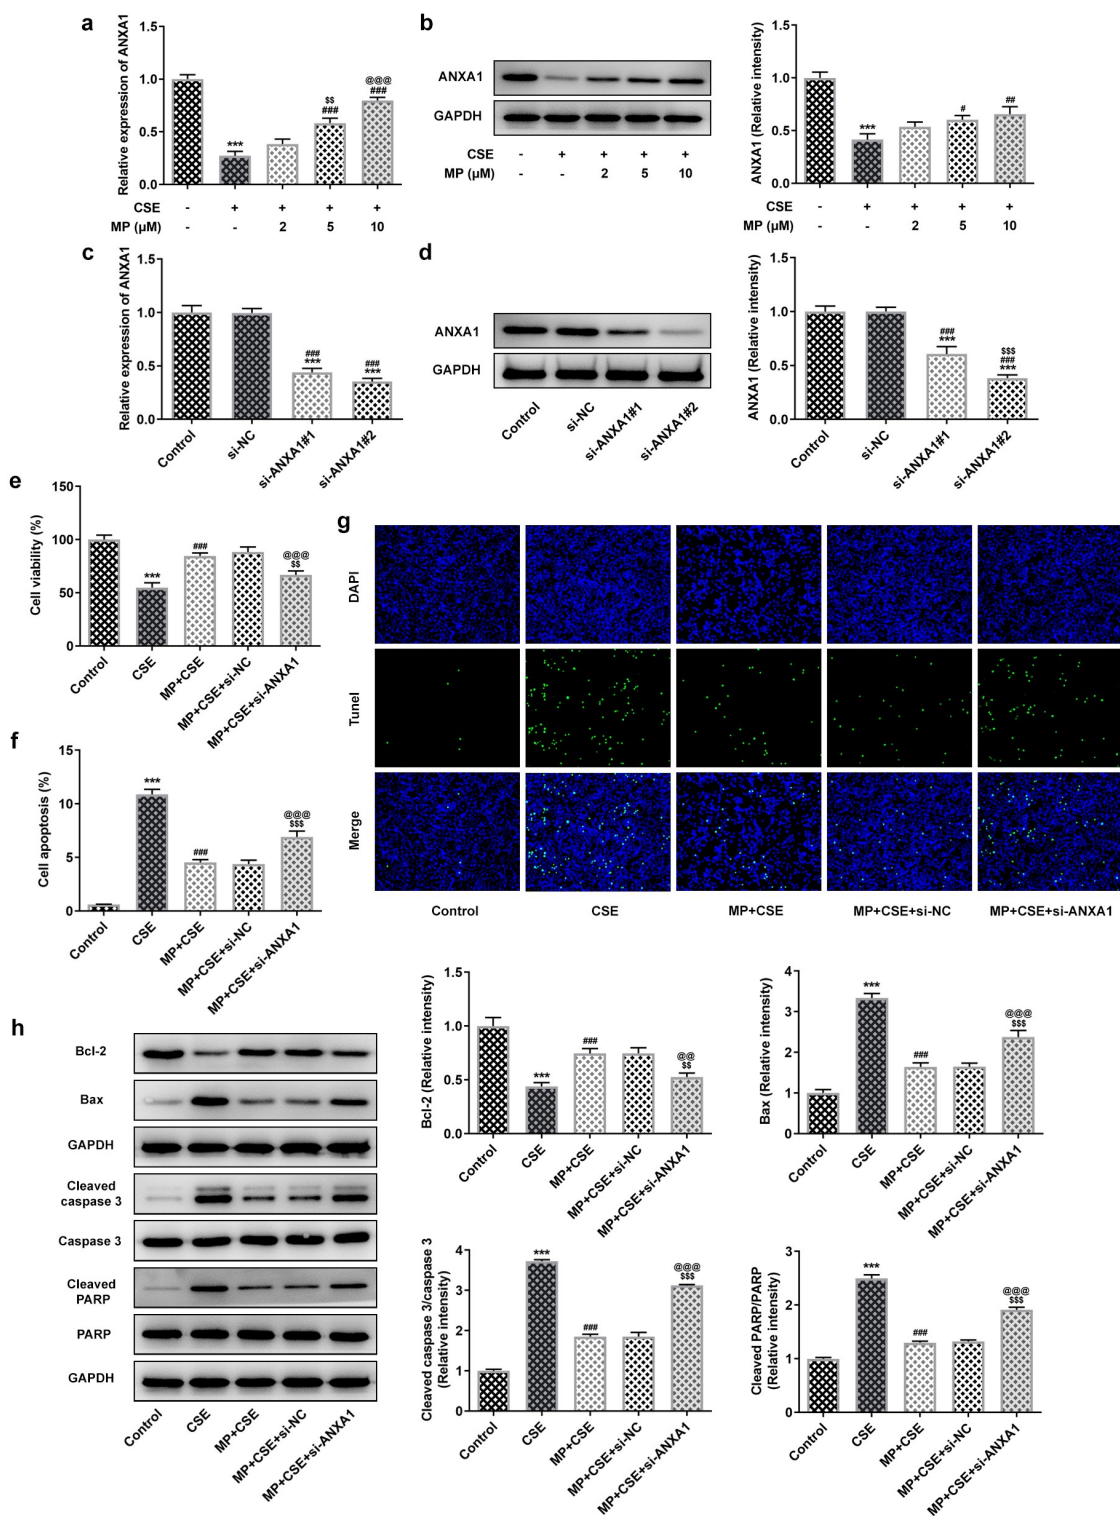 a
Relative expression of ANXA1
1.5
1.0
0.5
0.0
***
$$
###
@@@
###
CSE - + + + +
MP (μM) - - 2 5 10
b
ANXA1
GAPDH
CSE - + + + +
MP (μM) - - 2 5 10
ANXA1 (Relative intensity)
1.5
1.0
0.5
0.0
***
#
##
CSE - + + + +
MP (μM) - - 2 5 10
c
Relative expression of ANXA1
1.5
1.0
0.5
0.0
###
***
###
***
Control
si-NC
si-ANXA1#1
si-ANXA1#2
d
ANXA1
GAPDH
Control
si-NC
si-ANXA1#1
si-ANXA1#2
ANXA1 (Relative intensity)
1.5
1.0
0.5
0.0
###
***
$$$
###
***
Control
si-NC
si-ANXA1#1
si-ANXA1#2
e
Cell viability (%)
150
100
50
0
***
###
@@@
$$
Control
CSE
MP+CSE
MP+CSE+si-NC
MP+CSE+si-ANXA1
f
Cell apoptosis (%)
15
10
5
0
***
###
@@@
$$$
Control
CSE
MP+CSE
MP+CSE+si-NC
MP+CSE+si-ANXA1
g
DAPI
Tunel
Merge
Control
CSE
MP+CSE
MP+CSE+si-NC
MP+CSE+si-ANXA1
h
Bcl-2
Bax
GAPDH
Cleaved
caspase 3
Caspase 3
Cleaved
PARP
PARP
GAPDH
Control
CSE
MP+CSE
MP+CSE+si-NC
MP+CSE+si-ANXA1
Bcl-2 (Relative intensity)
1.5
1.0
0.5
0.0
***
###
@@
$$
Control
CSE
MP+CSE
MP+CSE+si-NC
MP+CSE+si-ANXA1
Bax (Relative intensity)
4
3
2
1
0
***
###
@@@
$$$
Control
CSE
MP+CSE
MP+CSE+si-NC
MP+CSE+si-ANXA1
Cleaved caspase 3/caspase 3
(Relative intensity)
4
3
2
1
0
***
###
@@@
$$$
Control
CSE
MP+CSE
MP+CSE+si-NC
MP+CSE+si-ANXA1
Cleaved PARP/PARP
(Relative intensity)
3
2
1
0
***
###
@@@
$$$
Control
CSE
MP+CSE
MP+CSE+si-NC
MP+CSE+si-ANXA1